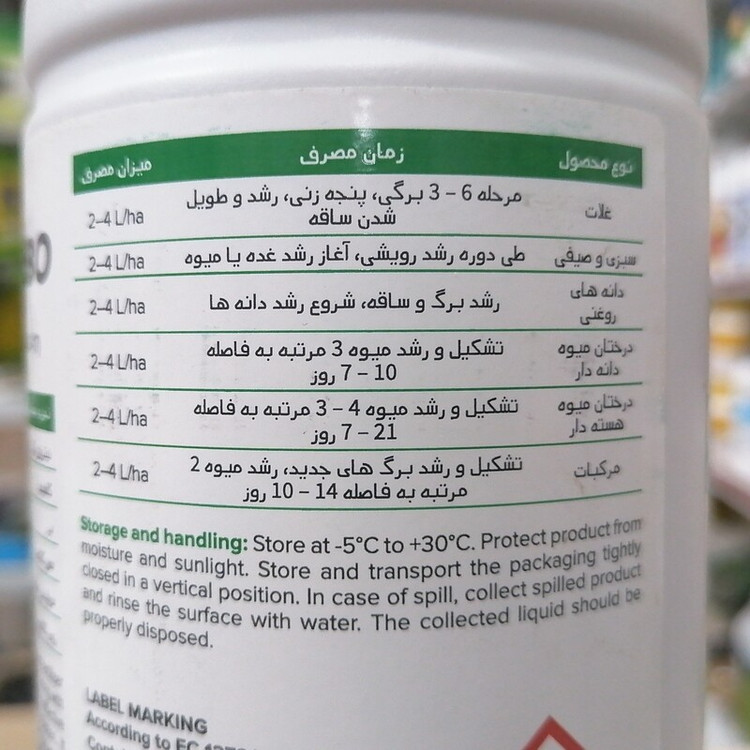 نوع محصول زمان مصرف میزان مصرف
غلات مرحله 6 – 3 برگی، پنجه زنی، رشد و طویل شدن ساقه 2–4 L/ha
سبزی و صیفی طی دوره رشد رویشی، آغاز رشد غده یا میوه 2–4 L/ha
دانه های روغنی رشد برگ و ساقه، شروع رشد دانه ها 2–4 L/ha
درختان میوه دانه دار تشکیل و رشد میوه 3 مرتبه به فاصله 10 – 7 روز 2–4 L/ha
درختان میوه هسته دار تشکیل و رشد میوه 4 – 3 مرتبه به فاصله 21 – 7 روز 2–4 L/ha
مرکبات تشکیل و رشد برگ های جدید، رشد میوه 2 مرتبه به فاصله 14 – 10 روز 2–4 L/ha
Storage and handling: Store at -5°C to +30°C. Protect product from
moisture and sunlight. Store and transport the packaging tightly
closed in a vertical position. In case of spill, collect spilled product
and rinse the surface with water. The collected liquid should be
properly disposed.
LABEL MARKING
According to EC